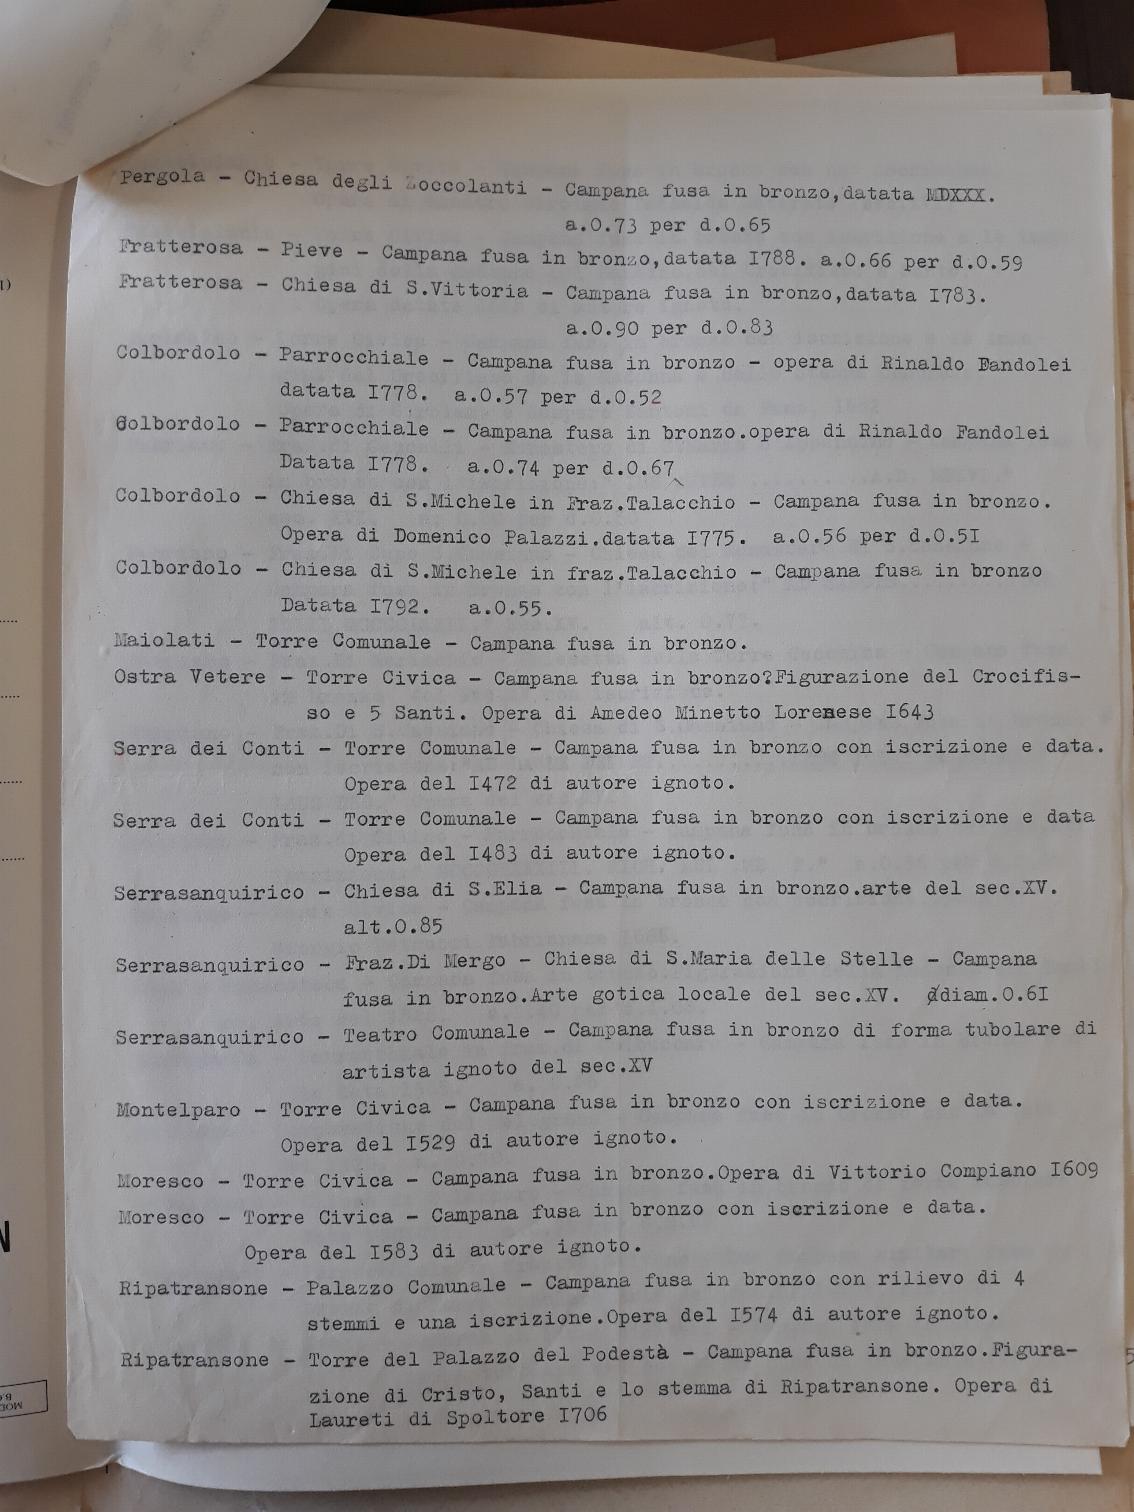 Pergola - Chiesa degli Zoccolanti - Campana fusa in bronzo,datata MDXXX.
a.0.73 per d.0.65
Fratterosa - Pieve - Campana fusa in bronzo,datata I788. a.0.66 per d.0.59
Fratterosa - Chiesa di S.Vittoria - Campana fusa in bronzo,datata I783.
a.0.90 per d.0.83
Colbordolo - Parrocchiale - Campana fusa in bronzo - opera di Rinaldo Fandolei
datata I778. a.0.57 per d.0.52
Colbordolo - Parrocchiale - Campana fusa in bronzo.opera di Rinaldo Fandolei
Datata I778. a.0.74 per d.0.67
Colbordolo - Chiesa di S.Michele in Fraz.Talacchio - Campana fusa in bronzo.
Opera di Domenico Palazzi.datata I775. a.0.56 per d.0.5I
Colbordolo - Chiesa di S.Michele in fraz.Talacchio - Campana fusa in bronzo
Datata I792. a.0.55.
Maiolati - Torre Comunale - Campana fusa in bronzo.
Ostra Vetere - Torre Civica - Campana fusa in bronzo?Figurazione del Crocifis-
so e 5 Santi. Opera di Amedeo Minetto Lorenese I643
Serra dei Conti - Torre Comunale - Campana fusa in bronzo con iscrizione e data.
Opera del I472 di autore ignoto.
Serra dei Conti - Torre Comunale - Campana fusa in bronzo con iscrizione e data
Opera del I483 di autore ignoto.
Serrasanquirico - Chiesa di S.Elia - Campana fusa in bronzo.arte del sec.XV.
alt.0.85
Serrasanquirico - Fraz.Di Mergo - Chiesa di S.Maria delle Stelle - Campana
fusa in bronzo.Arte gotica locale del sec.XV. diam.0.6I
Serrasanquirico - Teatro Comunale - Campana fusa in bronzo di forma tubolare di
artista ignoto del sec.XV
Montelparo - Torre Civica - Campana fusa in bronzo con iscrizione e data.
Opera del I529 di autore ignoto.
Moresco - Torre Civica - Campana fusa in bronzo.Opera di Vittorio Compiano I609
Moresco - Torre Civica - Campana fusa in bronzo con iscrizione e data.
Opera del I583 di autore ignoto.
Ripatransone - Palazzo Comunale - Campana fusa in bronzo con rilievo di 4
stemmi e una iscrizione.Opera del I574 di autore ignoto.
Ripatransone - Torre del Palazzo del Podestà - Campana fusa in bronzo.Figura-
zione di Cristo, Santi e lo stemma di Ripatransone. Opera di
Laureti di Spoltore I706